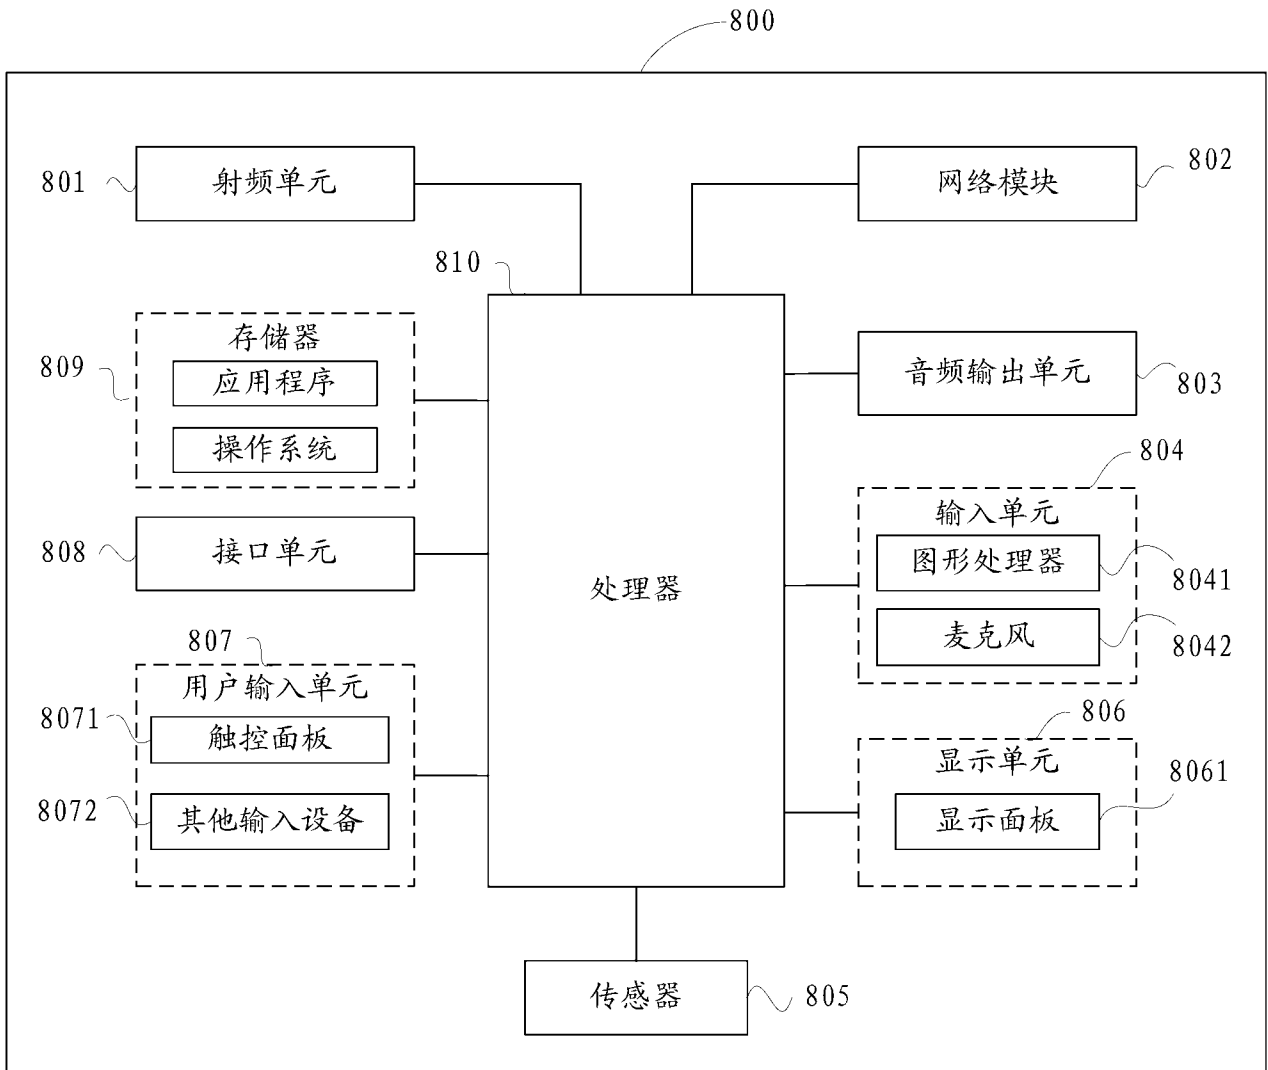 800
801
射频单元
网络模块
802
810
存储器
809
应用程序
操作系统
音频输出单元
803
804
输入单元
图形处理器
8041
麦克风
8042
808
接口单元
处理器
807
用户输入单元
8071
触控面板
8072
其他输入设备
806
显示单元
显示面板
8061
传感器
805